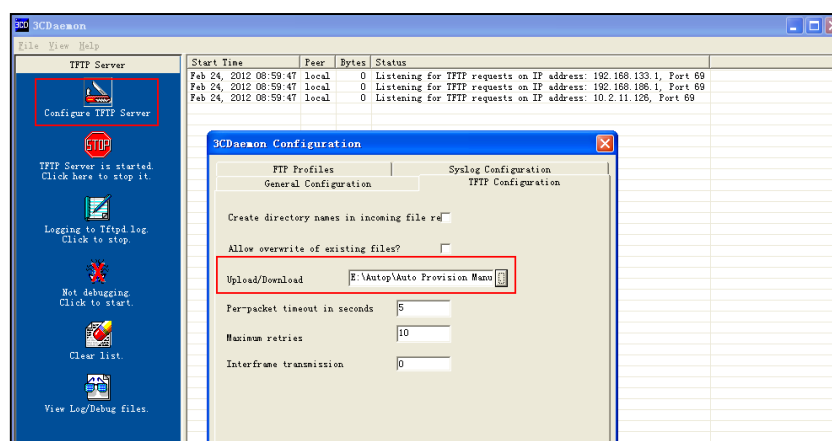 3CD 3CDaemon
File View Help
TFTP Server
Start Time Peer Bytes Status
Feb 24, 2012 08:59:47 local 0 Listening for TFTP requests on IP address: 192.168.133.1, Port 69
Feb 24, 2012 08:59:47 local 0 Listening for TFTP requests on IP address: 192.168.186.1, Port 69
Feb 24, 2012 08:59:47 local 0 Listening for TFTP requests on IP address: 10.2.11.126, Port 69
Configure TFTP Server
STOP
TFTP Server is started.
Click here to stop it.
Logging to Tftpd.log.
Click to stop.
Not debugging.
Click to start.
Clear list.
View Log/Debug files.
3CDaemon Configuration
FTP Profiles Syslog Configuration
General Configuration TFTP Configuration
Create directory names in incoming file re
Allow overwrite of existing files?
Upload/Download E:\Autop\Auto Provision Manu
Per-packet timeout in seconds 5
Maximum retries 10
Interframe transmission 0